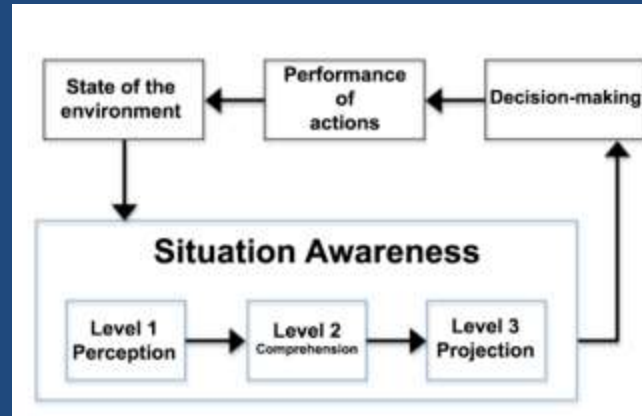 State of the
environment
Performance
of
actions
Decision-making
Situation Awareness
Level 1
Perception
Level 2
Comprehension
Level 3
Projection